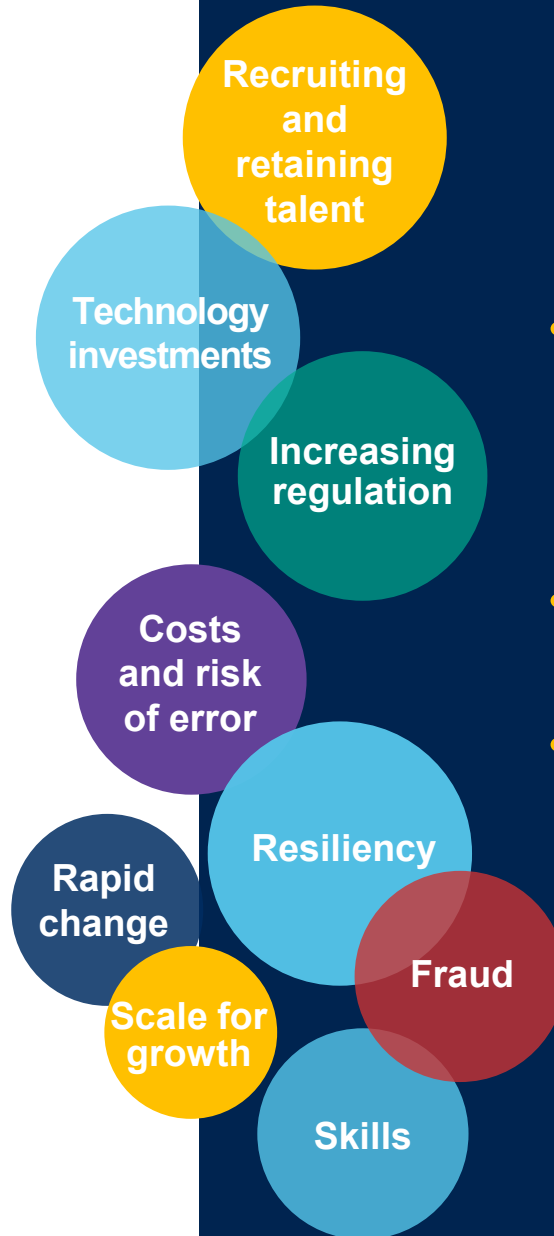 Recruiting
and
retaining
talent
Technology
investments
Increasing
regulation
Costs
and risk
of error
Resiliency
Rapid
change
Fraud
Scale for
growth
Skills